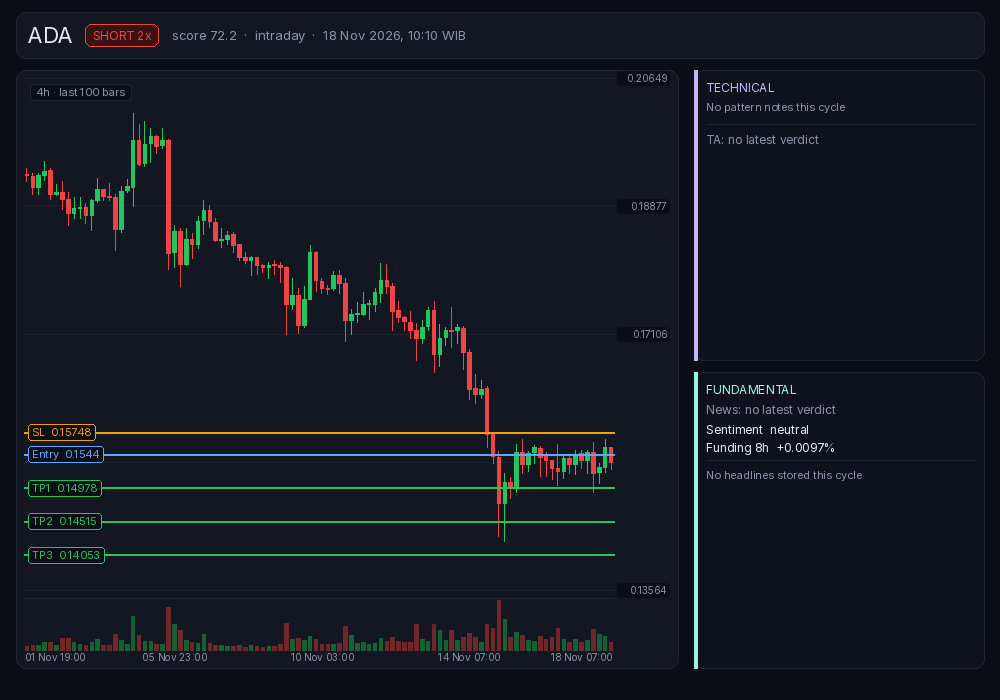 ADA SHORT 2x score 72.2 · intraday · 18 Nov 2026, 10:10 WIB
4h · last 100 bars
0.20649
0.18877
0.17106
0.13564
SL 0.15748
Entry 0.1544
TP1 0.14978
TP2 0.14515
TP3 0.14053
01 Nov 19:00 05 Nov 23:00 10 Nov 03:00 14 Nov 07:00 18 Nov 07:00
TECHNICAL
No pattern notes this cycle
TA: no latest verdict
FUNDAMENTAL
News: no latest verdict
Sentiment neutral
Funding 8h +0.0097%
No headlines stored this cycle